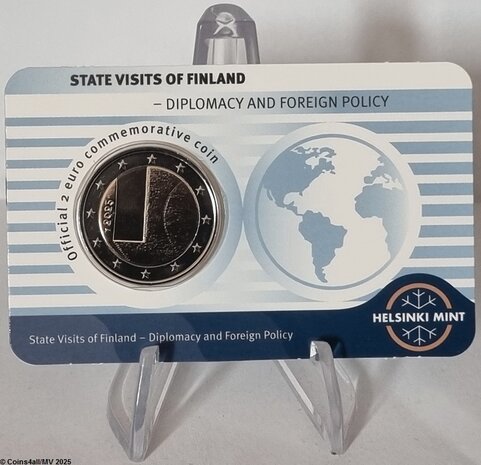 STATE VISITS OF FINLAND
– DIPLOMACY AND FOREIGN POLICY
Official 2 euro commemorative coin
2025
HELSINKI MINT
State Visits of Finland – Diplomacy and Foreign Policy
© Coins4all/MV 2025